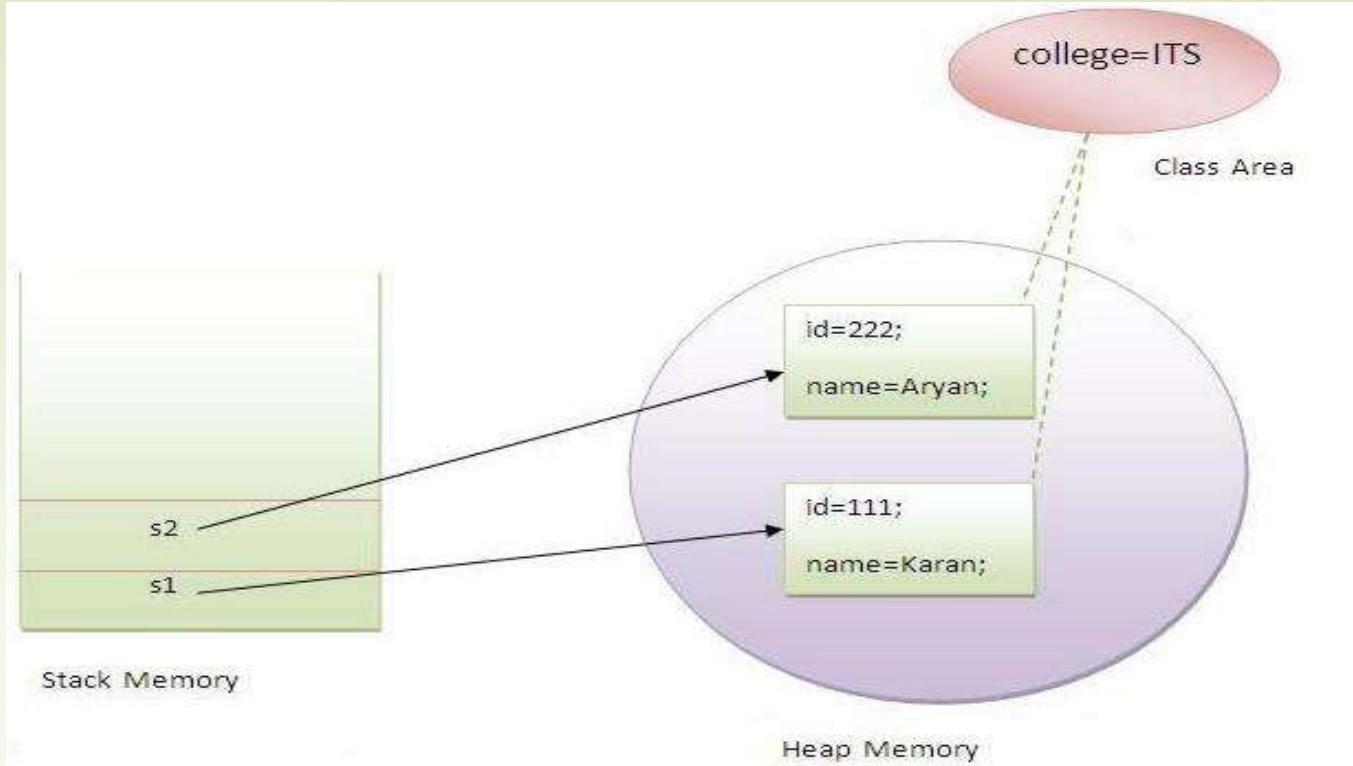 college=ITS
Class Area
id=222;
name=Aryan;
s2
id=111;
s1
name=Karan;
Stack Memory
Heap Memory